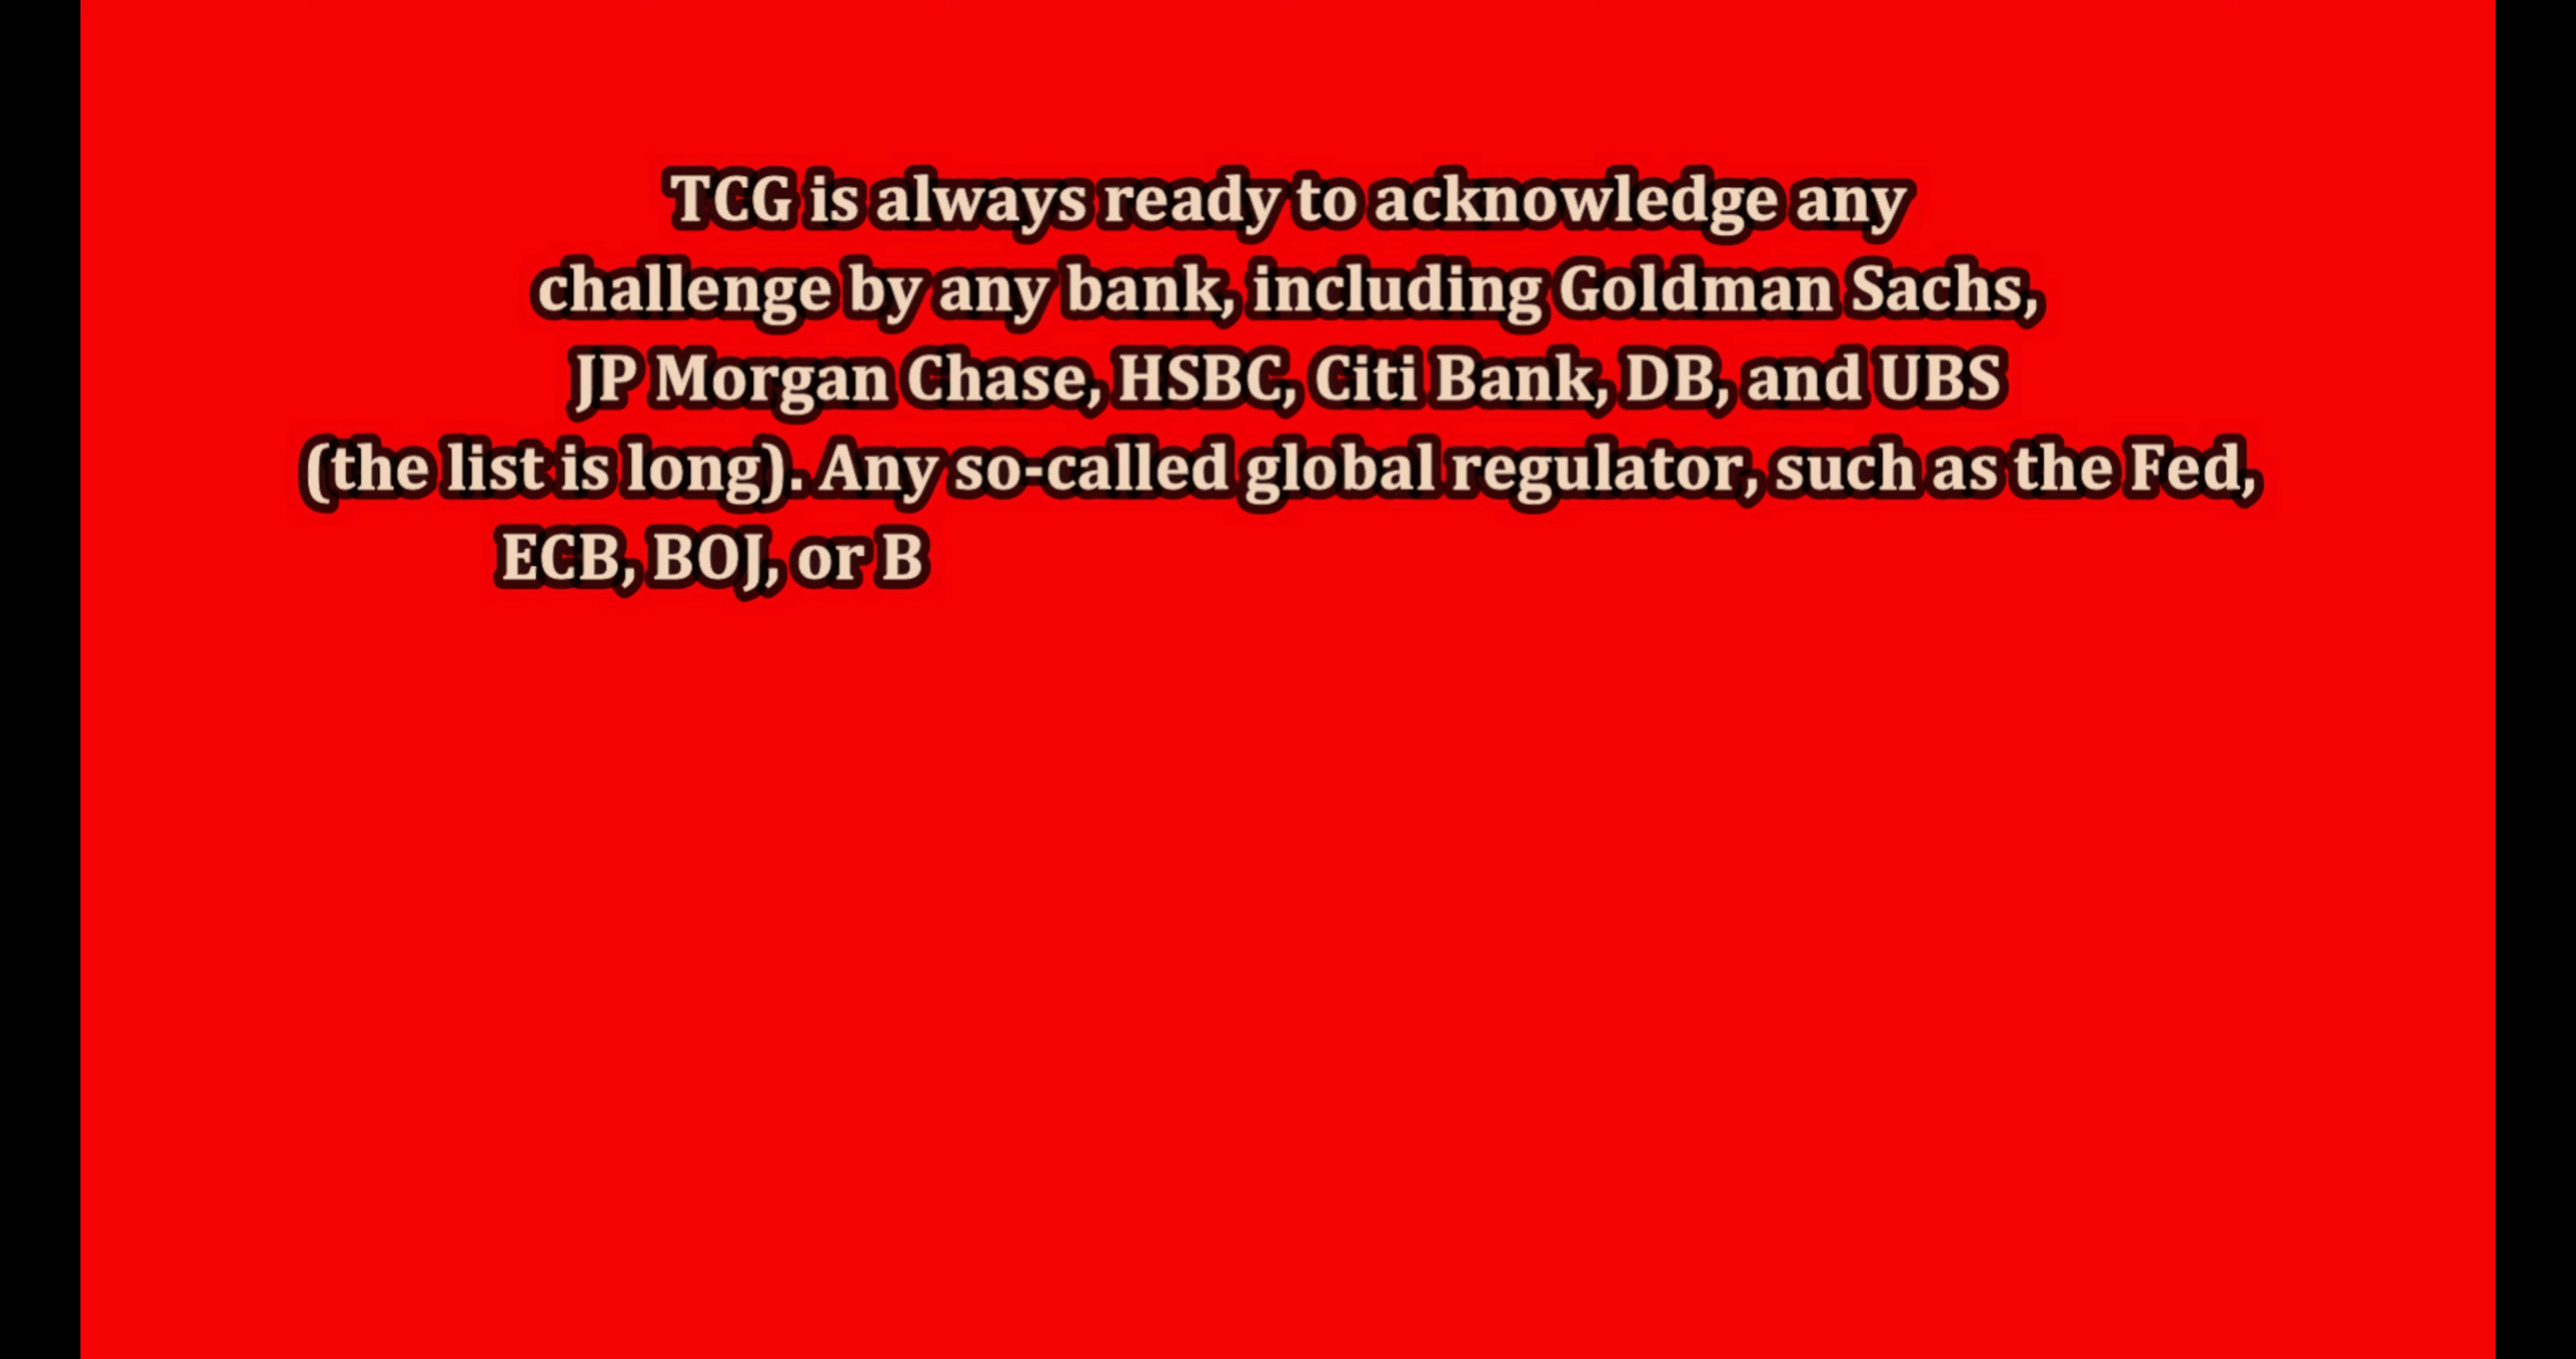 TCG is always ready to acknowledge any
challenge by any bank, including Goldman Sachs,
JP Morgan Chase, HSBC, Citi Bank, DB, and UBS
(the list is long). Any so-called global regulator, such as the Fed,
ECB, BOJ, or B